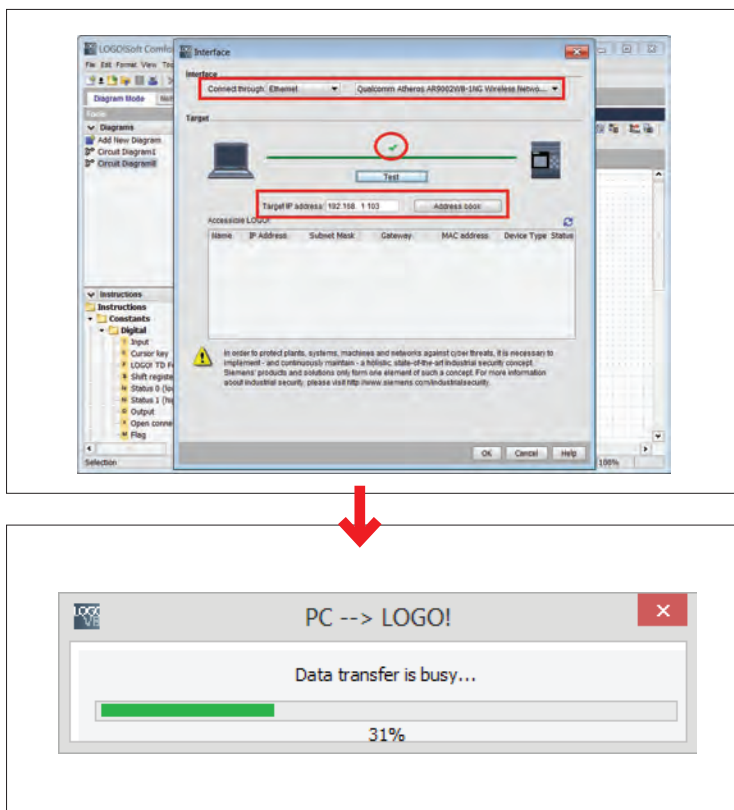 LOGO!Soft Comfo
Interface
File Edit Format View Too
Interface
Connect through: Ethernet
Qualcomm Atheros AR9002WB-1NG Wireless Netwo...
Diagram Mode
Target
Diagrams
Add New Diagram
Circuit Diagram1
Circuit Diagram8
Test
Target IP address: 192.168. 1.103
Address book
Accessible LOGO!
Name IP Address Subnet Mask Gateway MAC address Device Type Status
Instructions
Instructions
Constants
Digital
Input
Cursor key
LOGO! TD F
Shift registe
Status 0 (lo
Status 1 (hi
Output
Open conne
Flag
In order to protect plants, systems, machines and networks against cyber threats, it is necessary to
implement - and continuously maintain - a holistic, state-of-the-art industrial security concept.
Siemens' products and solutions only form one element of such a concept. For more information
about industrial security, please visit http://www.siemens.com/industrialsecurity.
OK Cancel Help
Selection
100%
PC --> LOGO!
Data transfer is busy...
31%